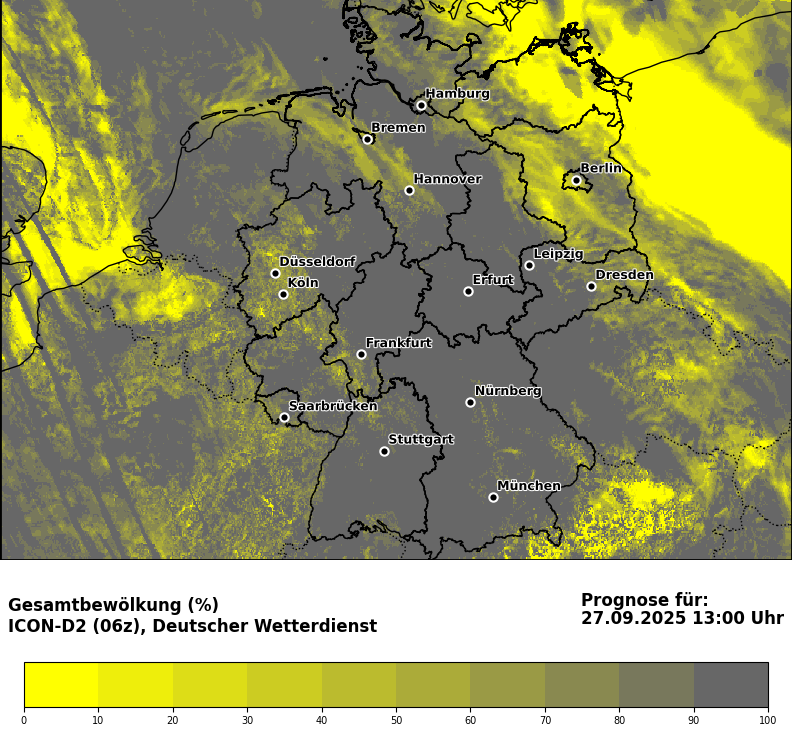 Hamburg
Bremen
Berlin
Hannover
Leipzig
Düsseldorf
Dresden
Köln
Erfurt
Frankfurt
Nürnberg
Saarbrücken
Stuttgart
München
Gesamtbewölkung (%)
ICON-D2 (06z), Deutscher Wetterdienst
Prognose für:
27.09.2025 13:00 Uhr
0 10 20 30 40 50 60 70 80 90 100